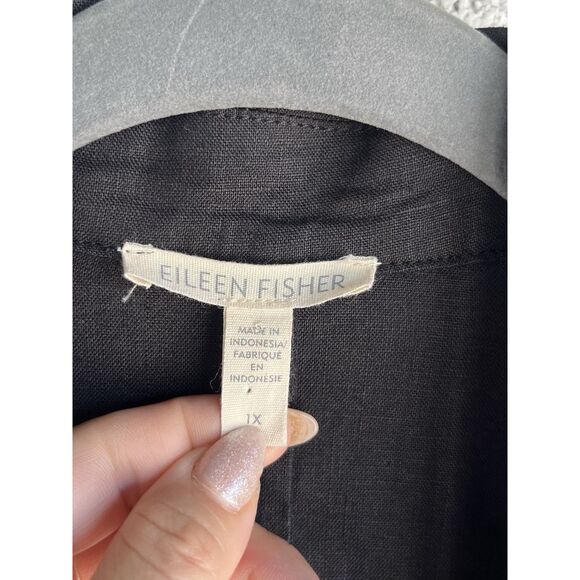 EILEEN FISHER
MADE IN
INDONESIA/
FABRIQUÉ
EN
INDONÉSIE
1X